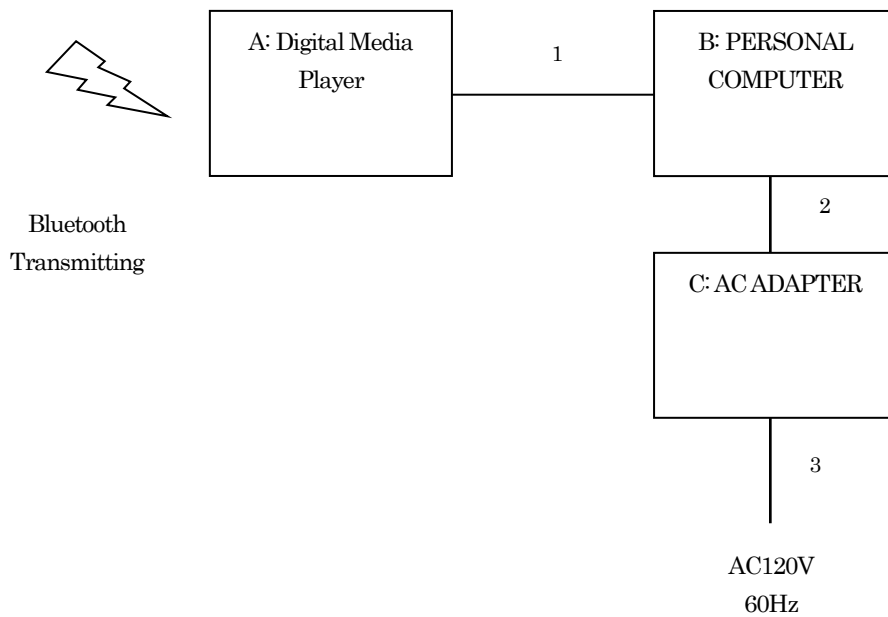 A: Digital Media
Player
1
B: PERSONAL
COMPUTER
2
Bluetooth
Transmitting
C: AC ADAPTER
3
AC120V
60Hz